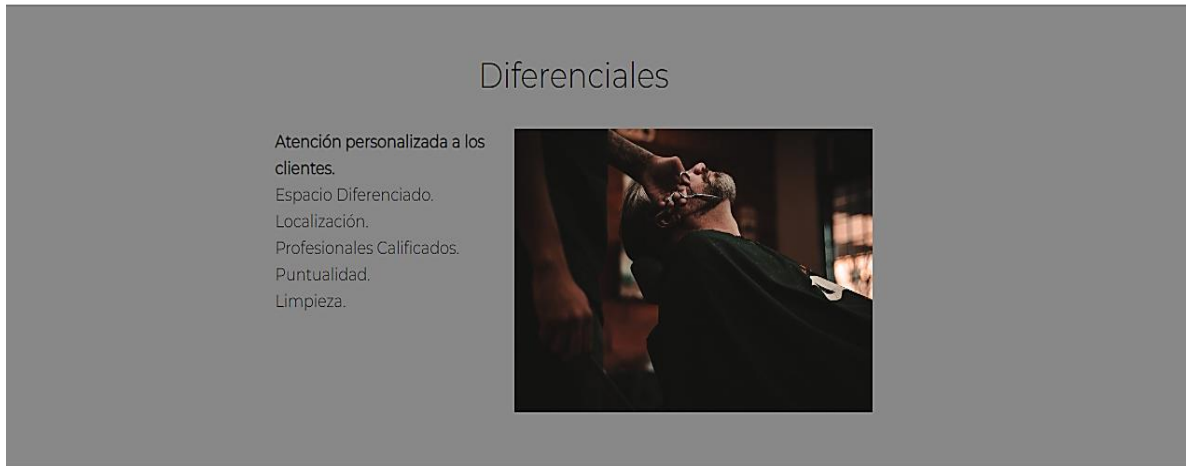 Diferenciales
Atención personalizada a los
clientes.
Espacio Diferenciado.
Localización.
Profesionales Calificados.
Puntualidad.
Limpieza.